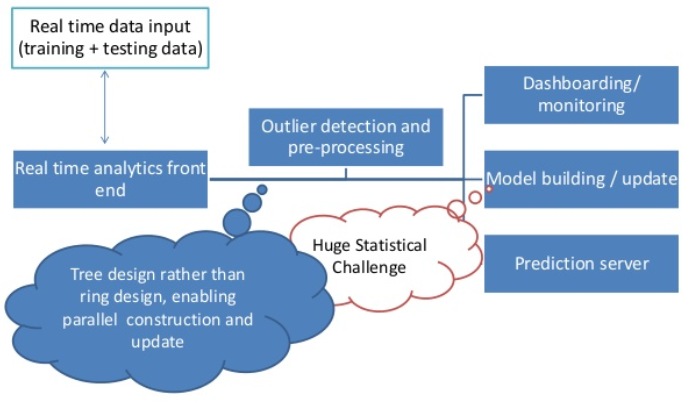 Real time data input
(training + testing data)
Dashboarding/
monitoring
Outlier detection and
pre-processing
Real time analytics front
end
Model building / update
Huge Statistical
Challenge
Prediction server
Tree design rather than
ring design, enabling
parallel construction and
update